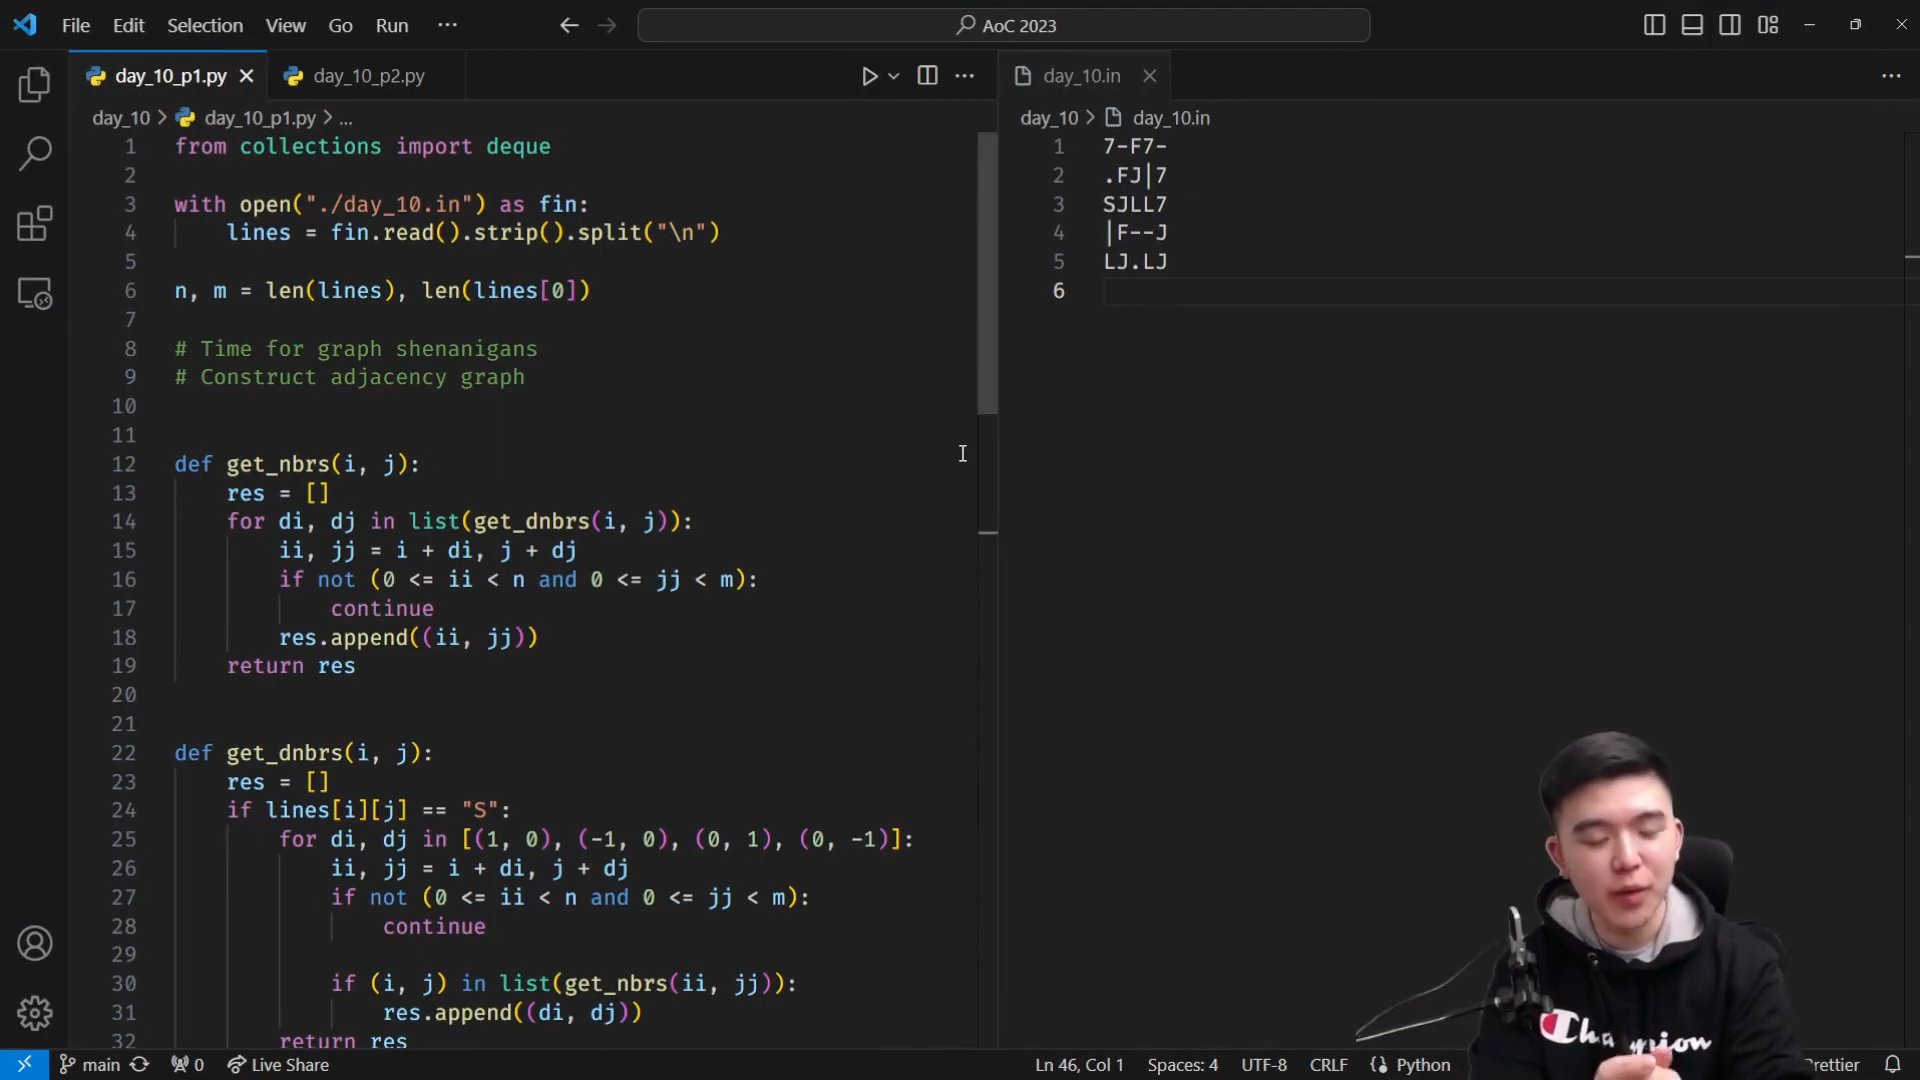 File Edit Selection View Go Run ··· AoC 2023
day_10_p1.py day_10_p2.py
day_10 > day_10_p1.py > ...
1 from collections import deque
2
3 with open("./day_10.in") as fin:
4 lines = fin.read().strip().split("\n")
5
6 n, m = len(lines), len(lines[0])
7
8 # Time for graph shenanigans
9 # Construct adjacency graph
10
11
12 def get_nbrs(i, j):
13 res = []
14 for di, dj in list(get_dnbrs(i, j)):
15 ii, jj = i + di, j + dj
16 if not (0 <= ii < n and 0 <= jj < m):
17 continue
18 res.append((ii, jj))
19 return res
20
21
22 def get_dnbrs(i, j):
23 res = []
24 if lines[i][j] == "S":
25 for di, dj in [(1, 0), (-1, 0), (0, 1), (0, -1)]:
26 ii, jj = i + di, j + dj
27 if not (0 <= ii < n and 0 <= jj < m):
28 continue
29
30 if (i, j) in list(get_nbrs(ii, jj)):
31 res.append((di, dj))
32 return res
day_10.in
day_10 > day_10.in
1 7-F7-
2 .FJ|7
3 SJLL7
4 |F--J
5 LJ.LJ
6
Champion
main 0 Live Share Ln 46, Col 1 Spaces: 4 UTF-8 CRLF Python